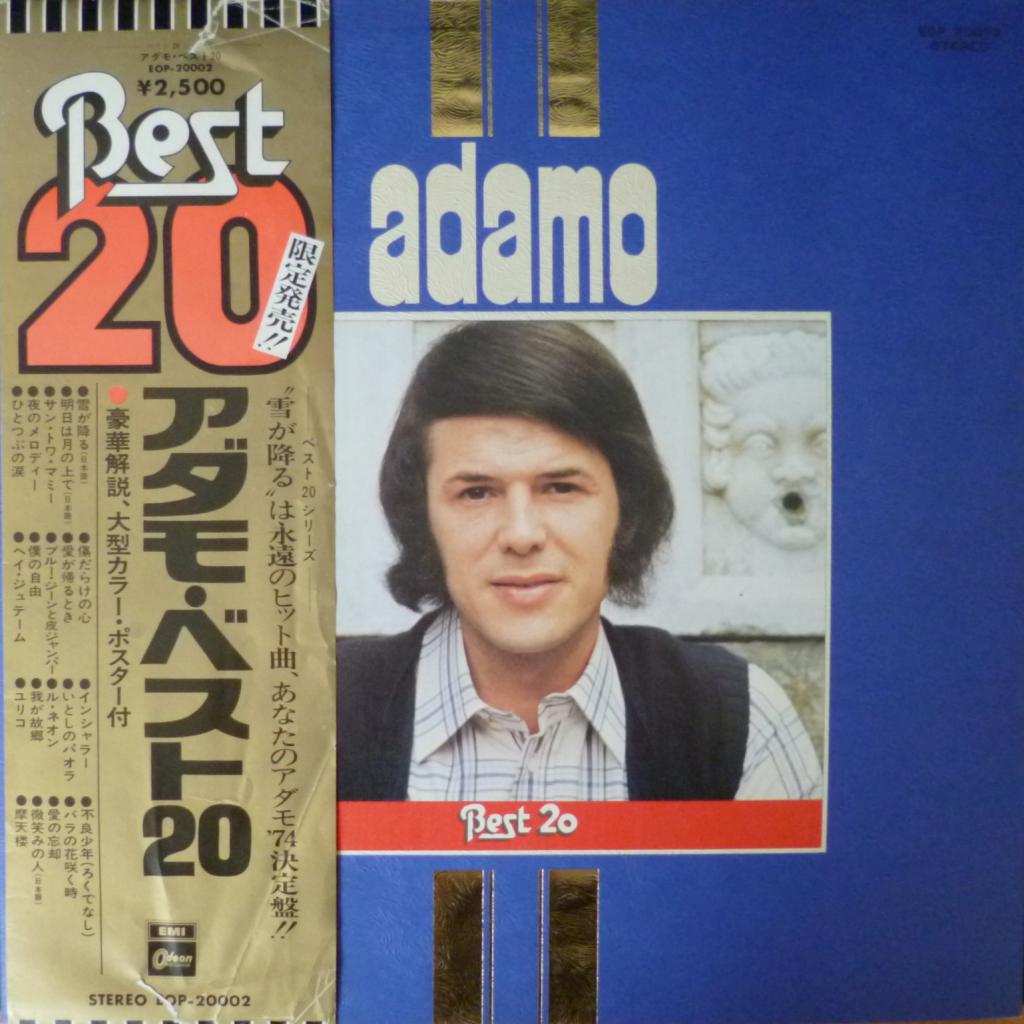 アダモ・ベスト20
EOP-20002
¥2,500
Best
20
限定発売!!
ベスト20シリーズ
"雪が降る"は永遠のヒット曲、あなたのアダモ'74決定盤!!
アダモ・ベスト20
●豪華解説、大型カラー・ポスター付
●雪が降る(日本語)
●明日は月の上で(日本語)
●サン・トワ・マミー
●夜のメロディー
●ひとつぶの涙
●傷だらけの心
●愛が帰るとき
●ブルー・ジーンと皮ジャンパー
●僕の自由
●ヘイ・ジュテーム
●インシャラー
●いとしのパオラ
●ル・ネオン
●我が故郷
●ユリコ
●不良少年(ろくでなし)
●バラの花咲く時
●愛の忘却
●微笑みの人(日本語)
●摩天楼
EMI
Odeon
STEREO EOP-20002
adamo
Best 20
STEREO